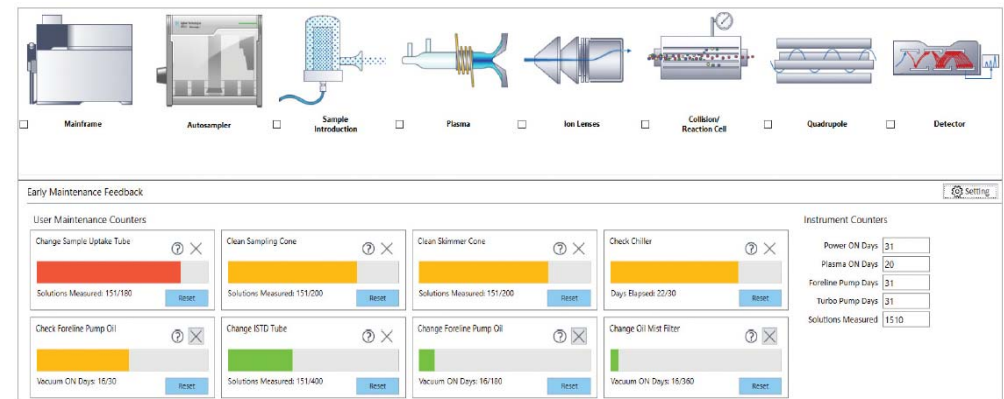 Mainframe
Autosampler
Sample
Introduction
Plasma
Ion Lenses
Collision/
Reaction Cell
Quadrupole
Detector
Early Maintenance Feedback
Setting
User Maintenance Counters
Instrument Counters
Change Sample Uptake Tube
Solutions Measured: 151/180
Reset
Clean Sampling Cone
Solutions Measured: 151/200
Reset
Clean Skimmer Cone
Solutions Measured: 151/200
Reset
Check Chiller
Days Elapsed: 22/30
Reset
Check Foreline Pump Oil
Vacuum ON Days: 16/30
Reset
Change ISTD Tube
Solutions Measured: 151/400
Reset
Change Foreline Pump Oil
Vacuum ON Days: 16/180
Reset
Change Oil Mist Filter
Vacuum ON Days: 16/360
Reset
Power ON Days 31
Plasma ON Days 20
Foreline Pump Days 31
Turbo Pump Days 31
Solutions Measured 1510